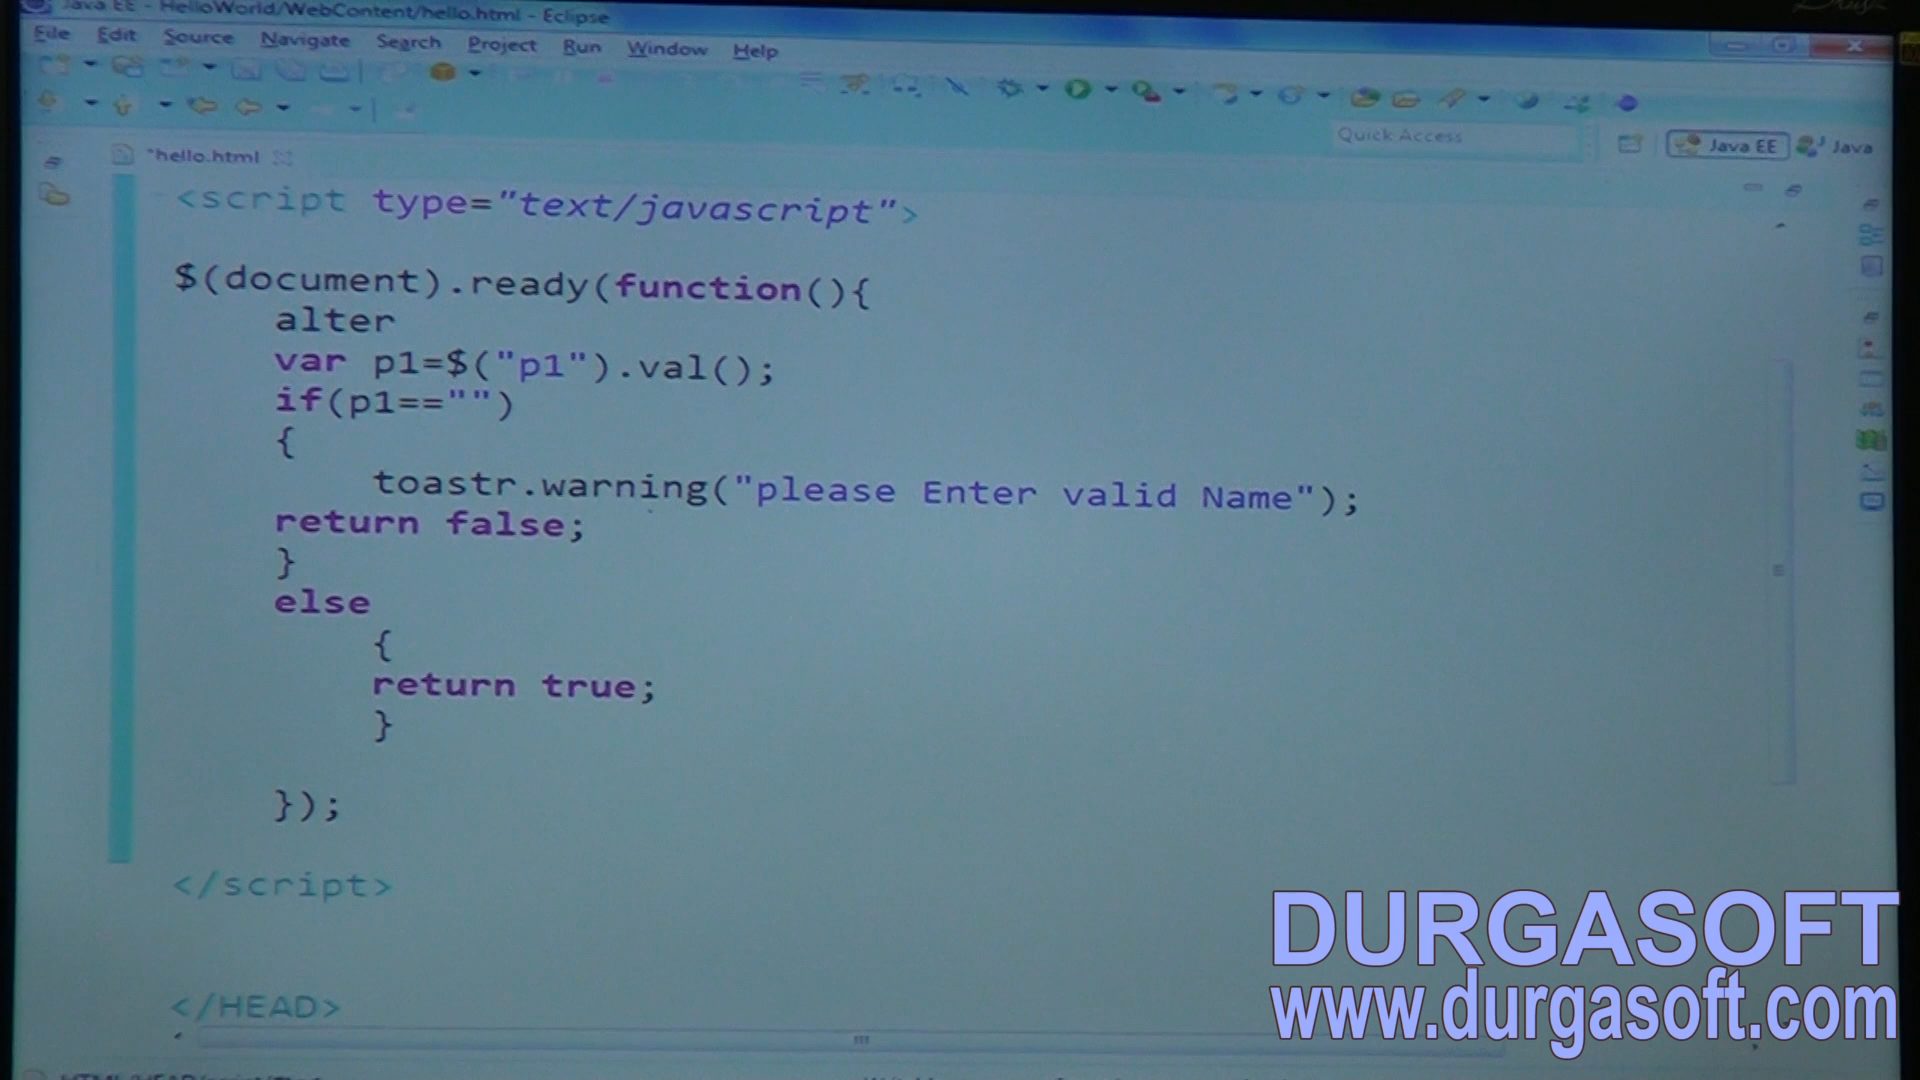 Java EE - HelloWorld/WebContent/hello.html - Eclipse
File Edit Source Navigate Search Project Run Window Help
Quick Access
Java EE
Java
*hello.html
<script type="text/javascript">
$(document).ready(function(){
alter
var p1=$("p1").val();
if(p1=="")
{
toastr.warning("please Enter valid Name");
return false;
}
else
{
return true;
}
});
</script>
</HEAD>
DURGASOFT
www.durgasoft.com